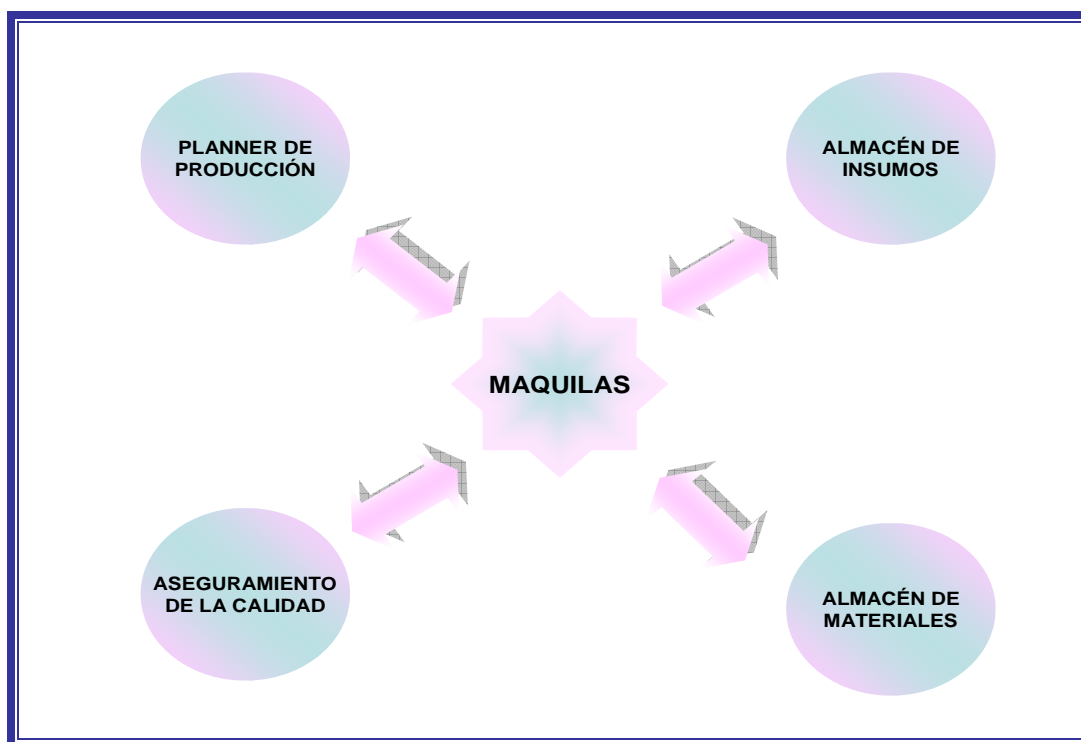 PLANNER DE
PRODUCCIÓN
ALMACÉN DE
INSUMOS
MAQUILAS
ASEGURAMIENTO
DE LA CALIDAD
ALMACÉN DE
MATERIALES